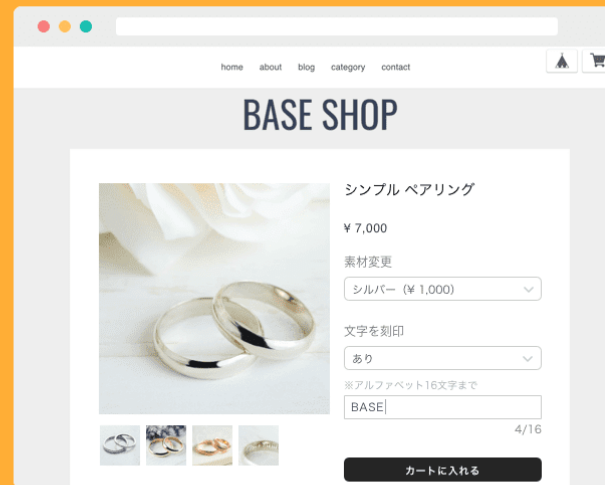 home about blog category contact
BASE SHOP
シンプル ペアリング
¥ 7,000
素材変更
シルバー（¥ 1,000）
文字を刻印
あり
※アルファベット16文字まで
BASE
4/16
カートに入れる